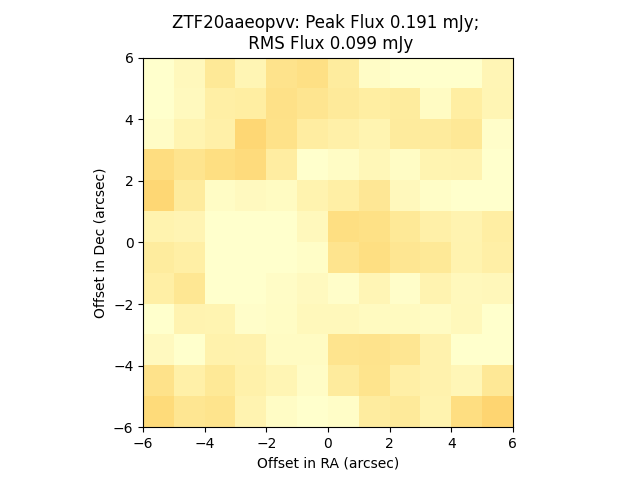 ZTF20aaeopvv: Peak Flux 0.191 mJy;
RMS Flux 0.099 mJy
6
4
2
0
−2
−4
−6
Offset in Dec (arcsec)
−6 −4 −2 0 2 4 6
Offset in RA (arcsec)